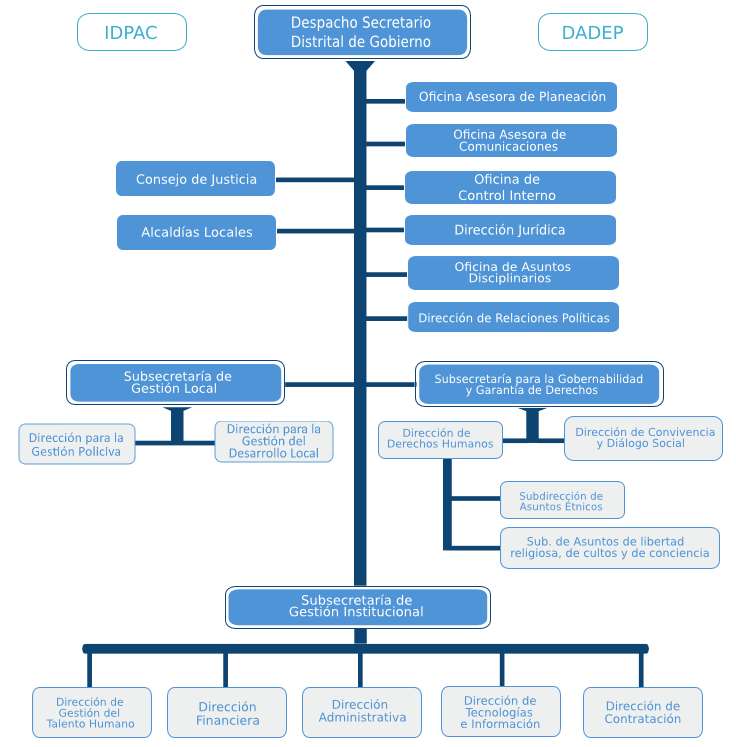 IDPAC
Despacho Secretario
Distrital de Gobierno
DADEP
Oficina Asesora de Planeación
Oficina Asesora de
Comunicaciones
Consejo de Justicia
Oficina de
Control Interno
Alcaldías Locales
Dirección Jurídica
Oficina de Asuntos
Disciplinarios
Dirección de Relaciones Políticas
Subsecretaría de
Gestión Local
Subsecretaría para la Gobernabilidad
y Garantía de Derechos
Dirección para la
Gestión Policiva
Dirección para la
Gestión del
Desarrollo Local
Dirección de
Derechos Humanos
Dirección de Convivencia
y Diálogo Social
Subdirección de
Asuntos Étnicos
Sub. de Asuntos de libertad
religiosa, de cultos y de conciencia
Subsecretaría de
Gestión Institucional
Dirección de
Gestión del
Talento Humano
Dirección
Financiera
Dirección
Administrativa
Dirección de
Tecnologías
e Información
Dirección de
Contratación